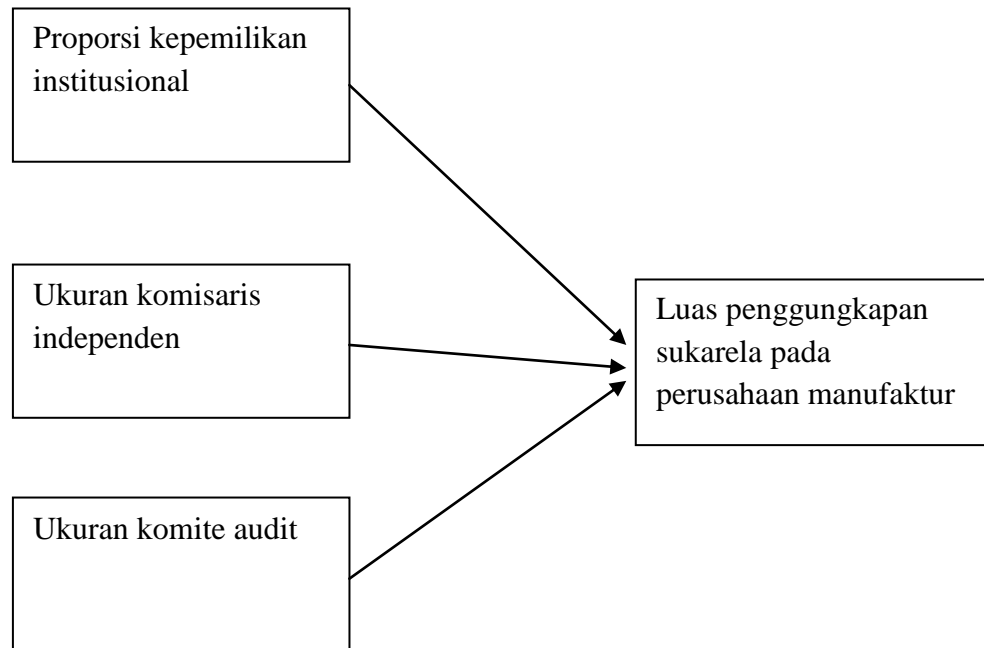 Proporsi kepemilikan
institusional
Ukuran komisaris
independen
Luas penggungkapan
sukarela pada
perusahaan manufaktur
Ukuran komite audit